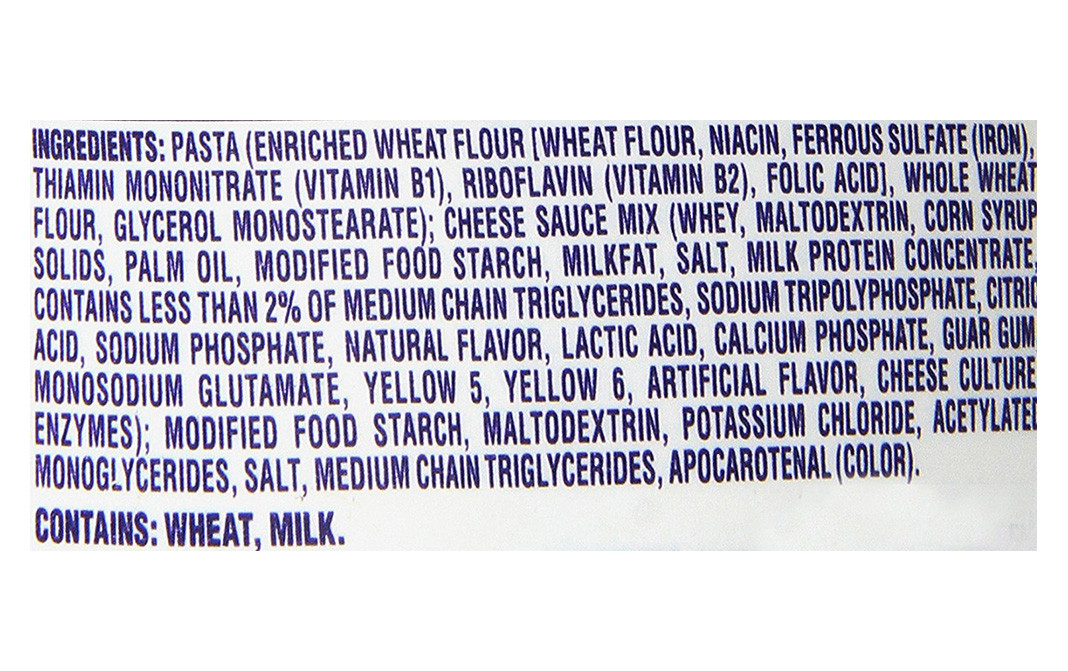 INGREDIENTS: PASTA (ENRICHED WHEAT FLOUR [WHEAT FLOUR, NIACIN, FERROUS SULFATE (IRON),
THIAMIN MONONITRATE (VITAMIN B1), RIBOFLAVIN (VITAMIN B2), FOLIC ACID], WHOLE WHEAT
FLOUR, GLYCEROL MONOSTEARATE); CHEESE SAUCE MIX (WHEY, MALTODEXTRIN, CORN SYRUP
SOLIDS, PALM OIL, MODIFIED FOOD STARCH, MILKFAT, SALT, MILK PROTEIN CONCENTRATE,
CONTAINS LESS THAN 2% OF MEDIUM CHAIN TRIGLYCERIDES, SODIUM TRIPOLYPHOSPHATE, CITRIC
ACID, SODIUM PHOSPHATE, NATURAL FLAVOR, LACTIC ACID, CALCIUM PHOSPHATE, GUAR GUM
MONOSODIUM GLUTAMATE, YELLOW 5, YELLOW 6, ARTIFICIAL FLAVOR, CHEESE CULTURE
ENZYMES); MODIFIED FOOD STARCH, MALTODEXTRIN, POTASSIUM CHLORIDE, ACETYLATED
MONOGLYCERIDES, SALT, MEDIUM CHAIN TRIGLYCERIDES, APOCAROTENAL (COLOR).
CONTAINS: WHEAT, MILK.